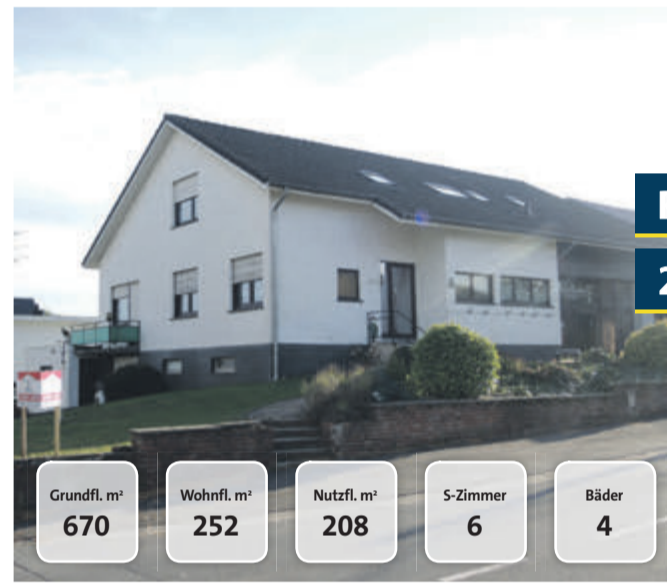 Grundfl. m²
670
Wohnfl. m²
252
Nutzfl. m²
208
S-Zimmer
6
Bäder
4